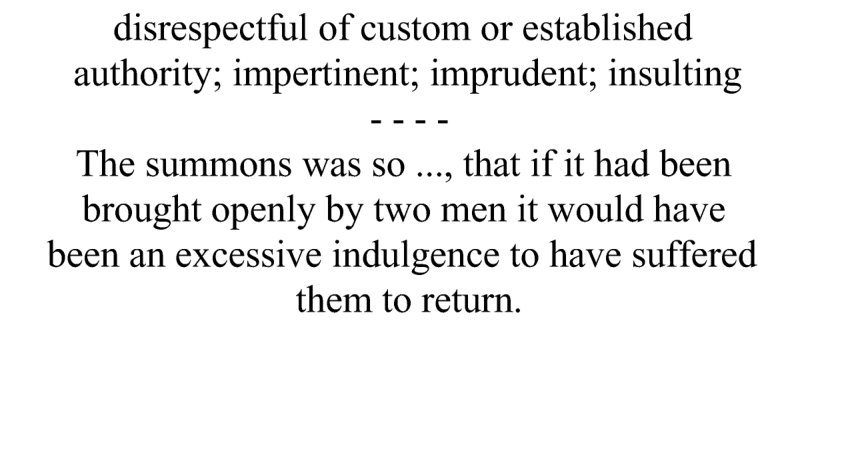 disrespectful of custom or established
authority; impertinent; imprudent; insulting
- - - -
The summons was so ..., that if it had been
brought openly by two men it would have
been an excessive indulgence to have suffered
them to return.